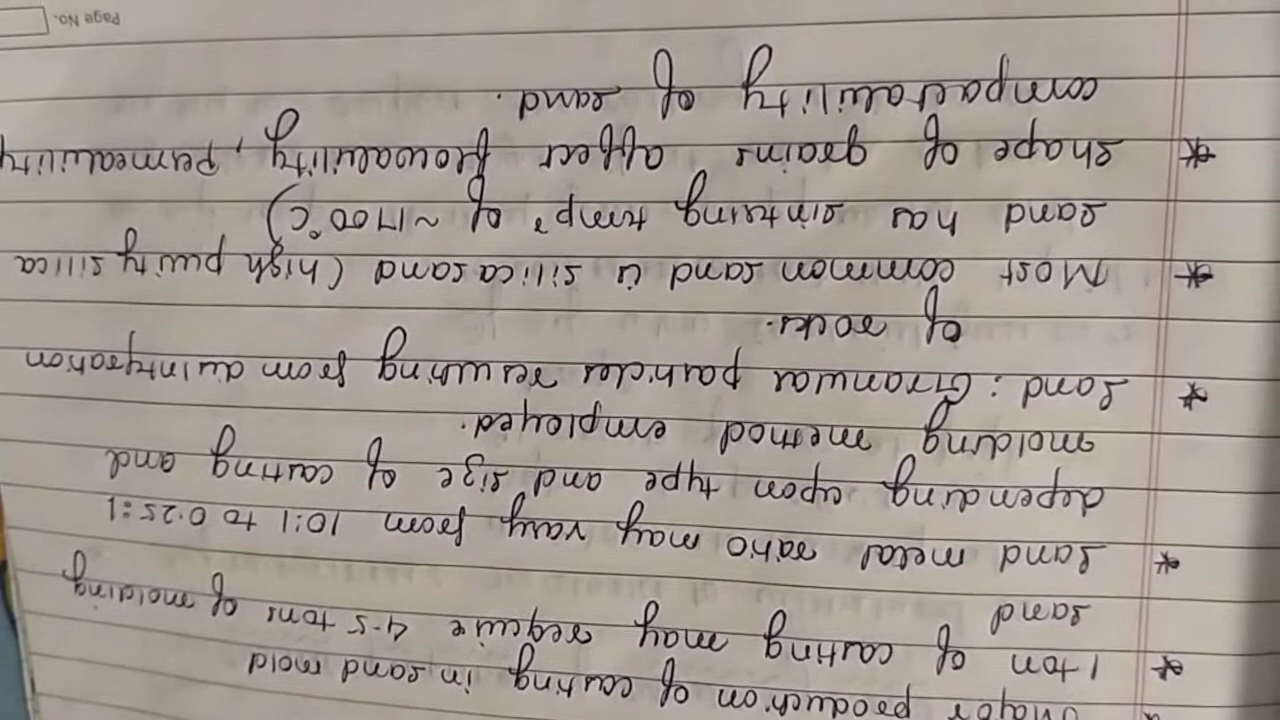 Major production of casting in sand mold
* 1 ton of casting may require 4-5 tons of molding
sand
* Sand metal ratio may vary from 10:1 to 0.25:1
depending upon type and size of casting and
molding method employed.
* Sand : Granular particles resulting from disintegration
of rocks.
* Most common sand is silica sand (high purity silica
sand has sintering temp° of ~1700°C)
* Shape of grains affect flowability, Permeability
compactability of sand.
Page No.